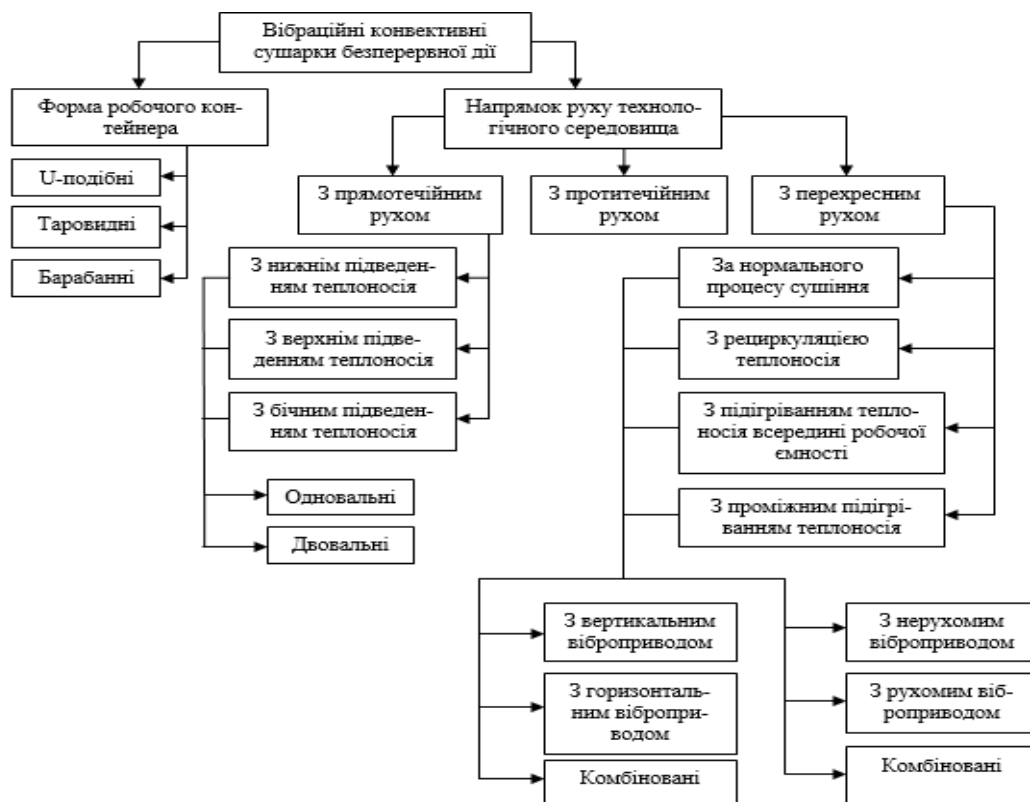 Вібраційні конвективні
сушарки безперервної дії
Форма робочого кон-
тейнера
Напрямок руху техноло-
гічного середовища
U-подібні
Таровидні
Барабанні
З прямотечійним
рухом
З протитечійним
рухом
З перехресним
рухом
З нижнім підведен-
ням теплоносія
З верхнім підве-
денням теплоносія
З бічним підведен-
ням теплоносія
Одновальні
Двовальні
За нормального
процесу сушіння
З рециркуляцією
теплоносія
З підігріванням тепло-
носія всередині робочої
ємності
З проміжним підігрі-
ванням теплоносія
З вертикальним
віброприводом
З горизонталь-
ним вібропри-
водом
Комбіновані
З нерухомим
віброприводом
З рухомим віб-
роприводом
Комбіновані